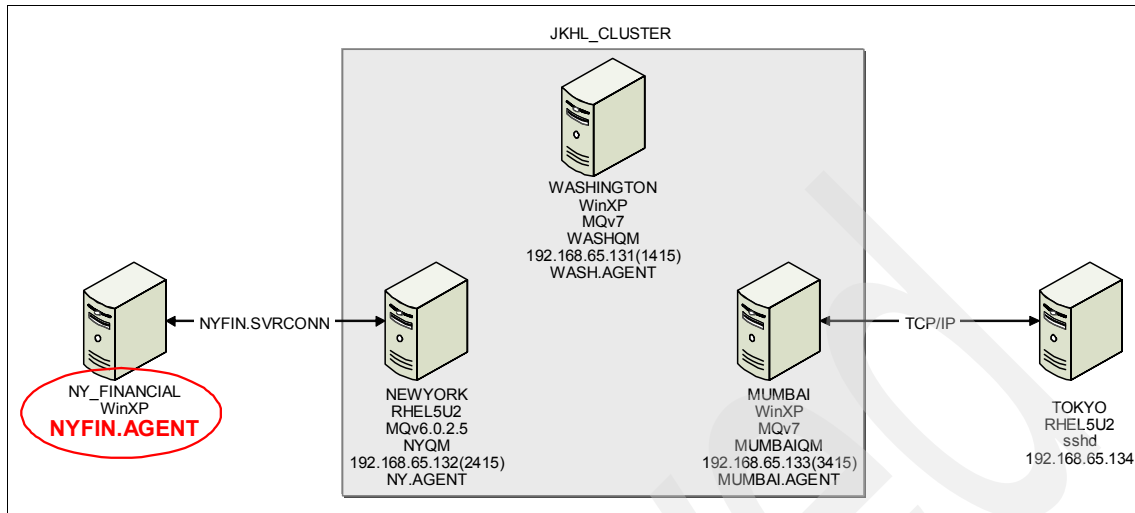 JKHL_CLUSTER
WASHINGTON
WinXP
MQv7
WASHQM
192.168.65.131(1415)
WASH.AGENT
NYFIN.SVRCONN
TCP/IP
NY_FINANCIAL
WinXP
NYFIN.AGENT
NEWYORK
RHEL5U2
MQv6.0.2.5
NYQM
192.168.65.132(2415)
NY.AGENT
MUMBAI
WinXP
MQv7
MUMBAIQM
192.168.65.133(3415)
MUMBAI.AGENT
TOKYO
RHEL5U2
sshd
192.168.65.134